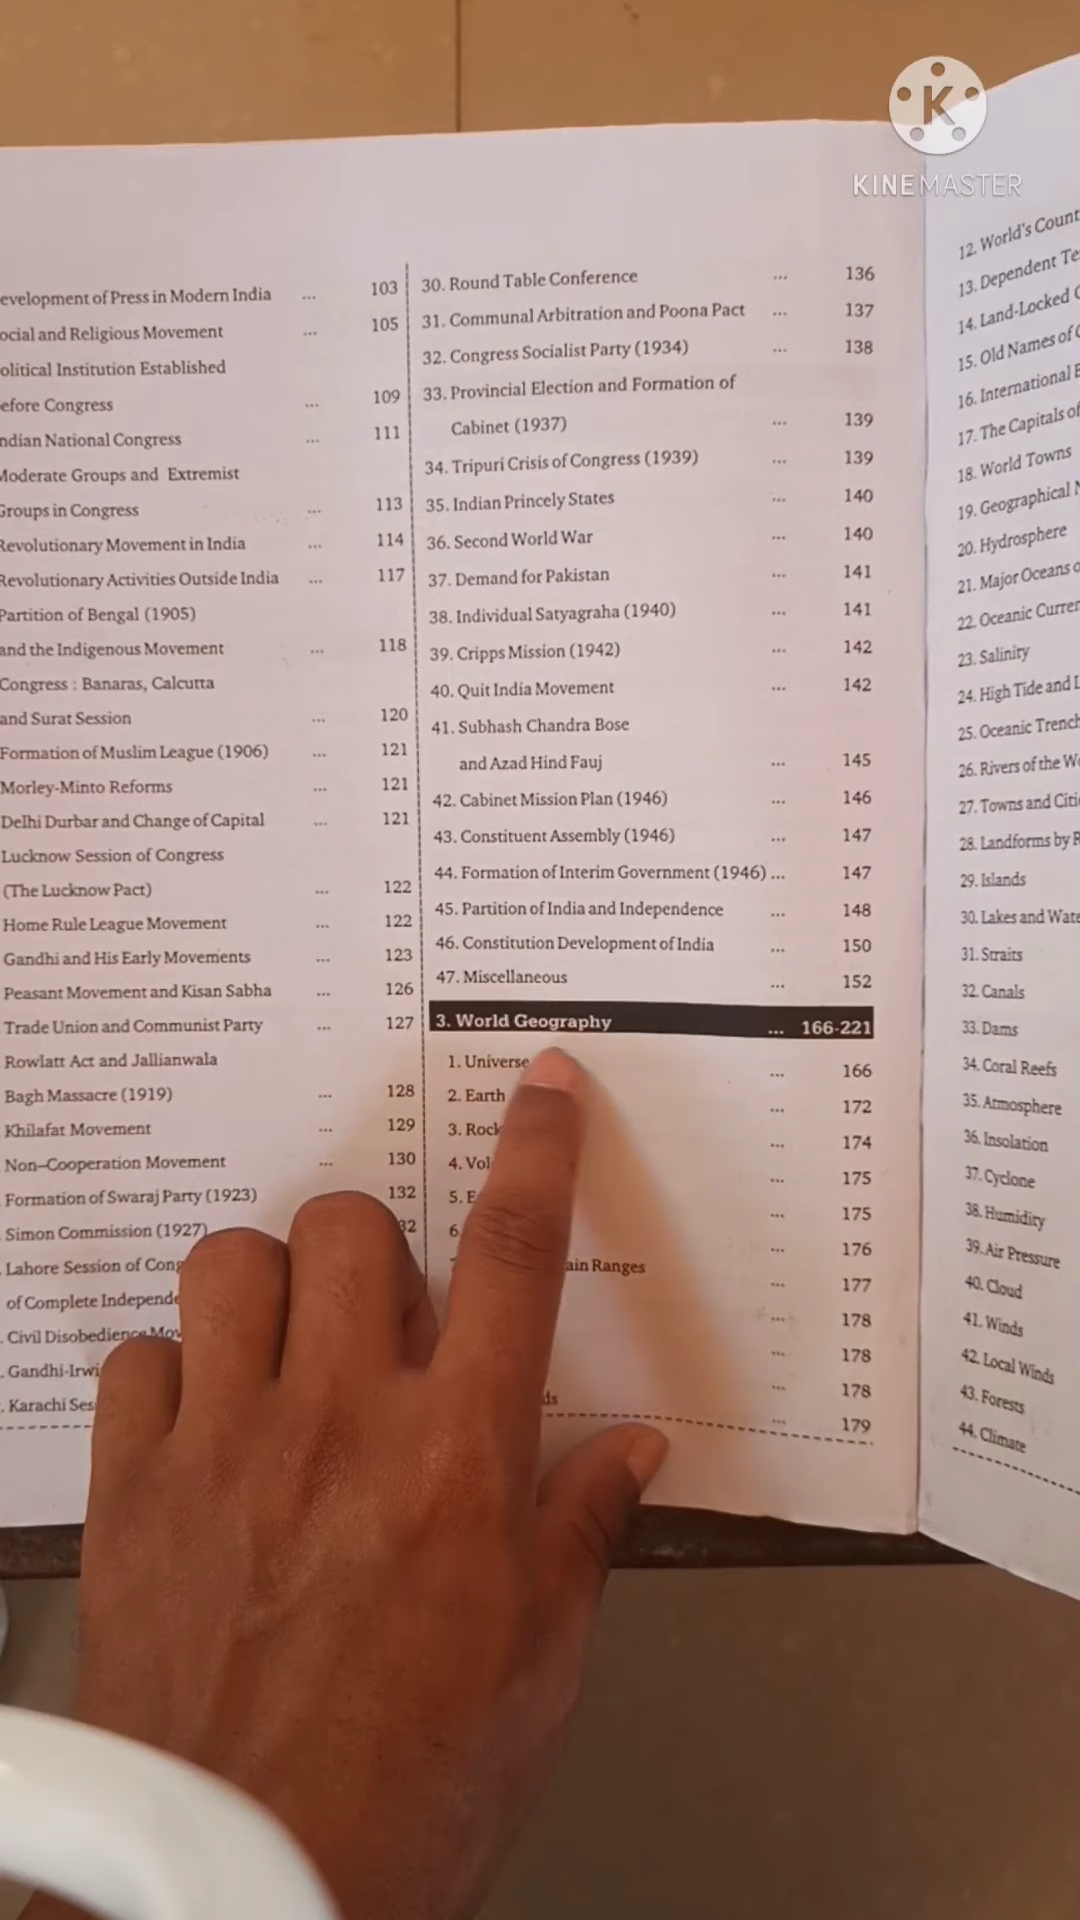 KINEMASTER
evelopment of Press in Modern India ... 103
ocial and Religious Movement ... 105
olitical Institution Established
efore Congress ... 109
ndian National Congress ... 111
Moderate Groups and Extremist
Groups in Congress ... 113
Revolutionary Movement in India ... 114
Revolutionary Activities Outside India ... 117
Partition of Bengal (1905)
and the Indigenous Movement ... 118
Congress : Banaras, Calcutta
and Surat Session ... 120
Formation of Muslim League (1906) ... 121
Morley-Minto Reforms ... 121
Delhi Durbar and Change of Capital ... 121
Lucknow Session of Congress
(The Lucknow Pact) ... 122
Home Rule League Movement ... 122
Gandhi and His Early Movements ... 123
Peasant Movement and Kisan Sabha ... 126
Trade Union and Communist Party ... 127
Rowlatt Act and Jallianwala
Bagh Massacre (1919) ... 128
Khilafat Movement ... 129
Non–Cooperation Movement ... 130
Formation of Swaraj Party (1923) ... 132
Simon Commission (1927) 32
Lahore Session of Cong
of Complete Independe
. Civil Disobedience Mov
. Gandhi-Irwi
. Karachi Ses
30. Round Table Conference ... 136
31. Communal Arbitration and Poona Pact ... 137
32. Congress Socialist Party (1934) ... 138
33. Provincial Election and Formation of
Cabinet (1937) ... 139
34. Tripuri Crisis of Congress (1939) ... 139
35. Indian Princely States ... 140
36. Second World War ... 140
37. Demand for Pakistan ... 141
38. Individual Satyagraha (1940) ... 141
39. Cripps Mission (1942) ... 142
40. Quit India Movement ... 142
41. Subhash Chandra Bose
and Azad Hind Fauj ... 145
42. Cabinet Mission Plan (1946) ... 146
43. Constituent Assembly (1946) ... 147
44. Formation of Interim Government (1946) ... 147
45. Partition of India and Independence ... 148
46. Constitution Development of India ... 150
47. Miscellaneous ... 152
3. World Geography ... 166-221
1. Universe ... 166
2. Earth ... 172
3. Rock ... 174
4. Vol ... 175
5. E ... 175
6. ... 176
ain Ranges ... 177
... 178
... 178
... 178
ds ... 179
12. World's Count
13. Dependent Te
14. Land-Locked C
15. Old Names of C
16. International B
17. The Capitals of
18. World Towns
19. Geographical N
20. Hydrosphere
21. Major Oceans o
22. Oceanic Curren
23. Salinity
24. High Tide and L
25. Oceanic Trench
26. Rivers of the Wo
27. Towns and Citie
28. Landforms by R
29. Islands
30. Lakes and Wate
31. Straits
32. Canals
33. Dams
34. Coral Reefs
35. Atmosphere
36. Insolation
37. Cyclone
38. Humidity
39. Air Pressure
40. Cloud
41. Winds
42. Local Winds
43. Forests
44. Climate